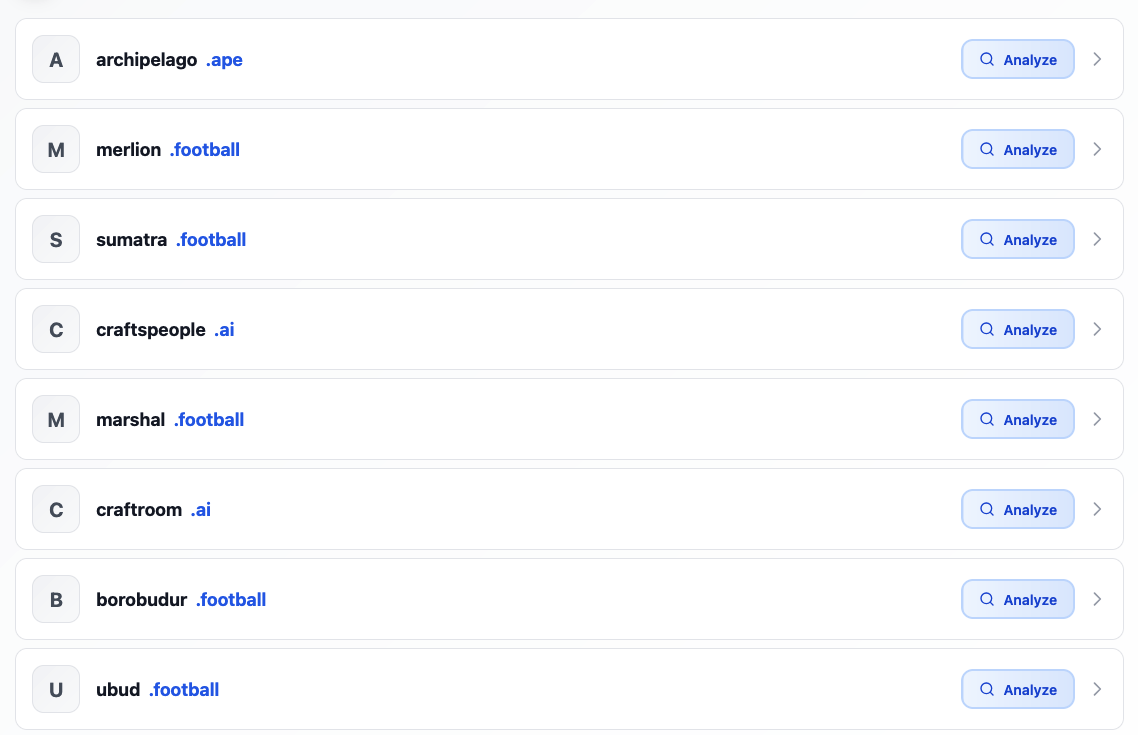 A archipelago .ape Analyze
M merlion .football Analyze
S sumatra .football Analyze
C craftspeople .ai Analyze
M marshal .football Analyze
C craftroom .ai Analyze
B borobudur .football Analyze
U ubud .football Analyze